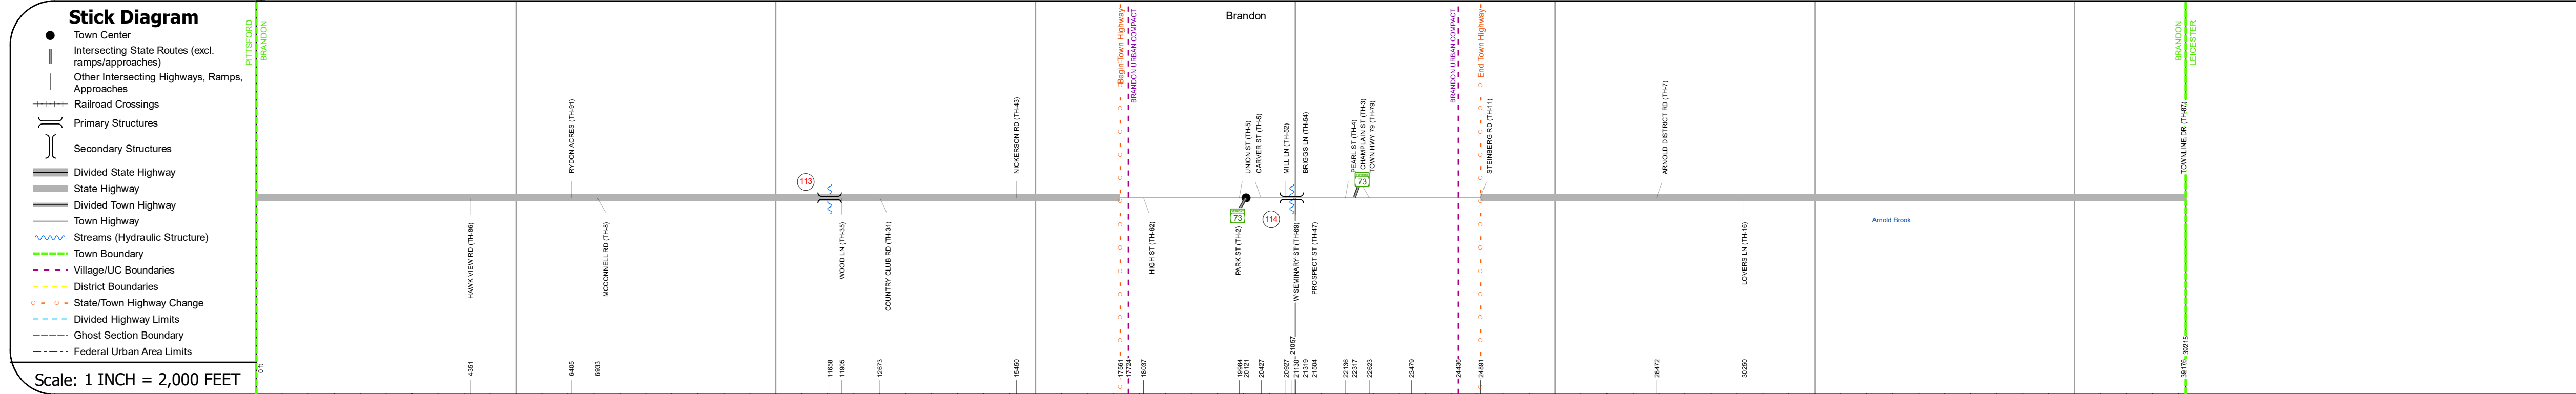 Stick Diagram
Town Center
Intersecting State Routes (excl.
ramps/approaches)
Other Intersecting Highways, Ramps,
Approaches
Railroad Crossings
Primary Structures
Secondary Structures
Divided State Highway
State Highway
Divided Town Highway
Town Highway
Streams (Hydraulic Structure)
Town Boundary
Village/UC Boundaries
District Boundaries
State/Town Highway Change
Divided Highway Limits
Ghost Section Boundary
Federal Urban Area Limits
Scale: 1 INCH = 2,000 FEET
PITTSFORD
BRANDON
Begin Town Highway
BRANDON URBAN COMPACT
Brandon
BRANDON URBAN COMPACT
End Town Highway
BRANDON
LEICESTER
RYDON ACRES (TH-91)
NICKERSON RD (TH-43)
UNION ST (TH-5)
CARVER ST (TH-5)
MILL LN (TH-52)
BRIGGS LN (TH-54)
PEARL ST (TH-4)
CHAMPLAIN ST (TH-3)
TOWN HWY 79 (TH-79)
STEINBERG RD (TH-11)
ARNOLD DISTRICT RD (TH-7)
TOWNLINE DR (TH-87)
113
73
73
114
HAWK VIEW RD (TH-86)
MCCONNELL RD (TH-8)
WOOD LN (TH-35)
COUNTRY CLUB RD (TH-31)
HIGH ST (TH-62)
PARK ST (TH-2)
W SEMINARY ST (TH-69)
PROSPECT ST (TH-47)
LOVERS LN (TH-16)
Arnold Brook
0 ft
4351
6405
6933
11658
11905
12673
15450
17561
17724
18037
19984
20121
20427
20927
21057
21130
21319
21504
22136
22317
22623
23479
24436
24891
28472
30250
39176
39215